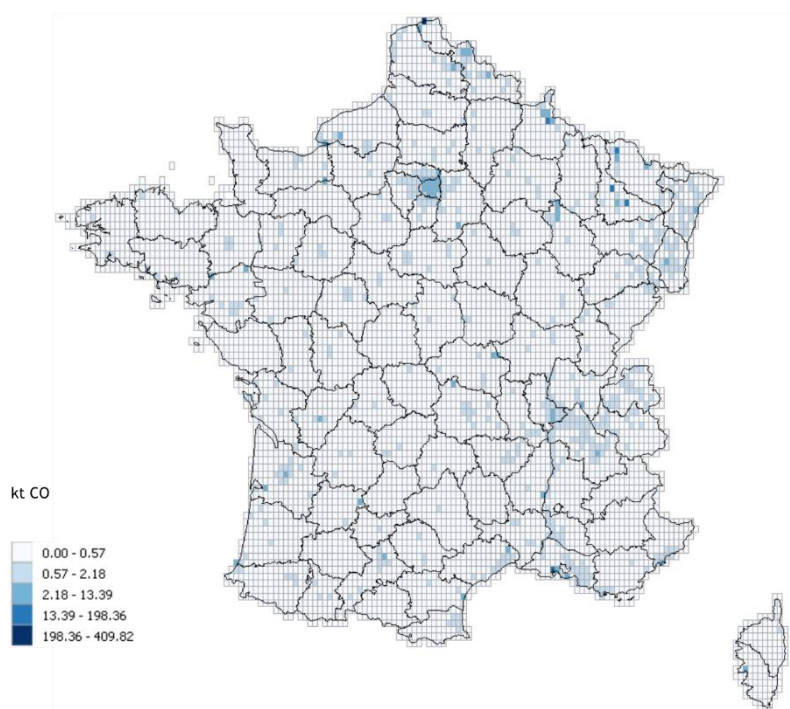 kt CO
0.00 - 0.57
0.57 - 2.18
2.18 - 13.39
13.39 - 198.36
198.36 - 409.82